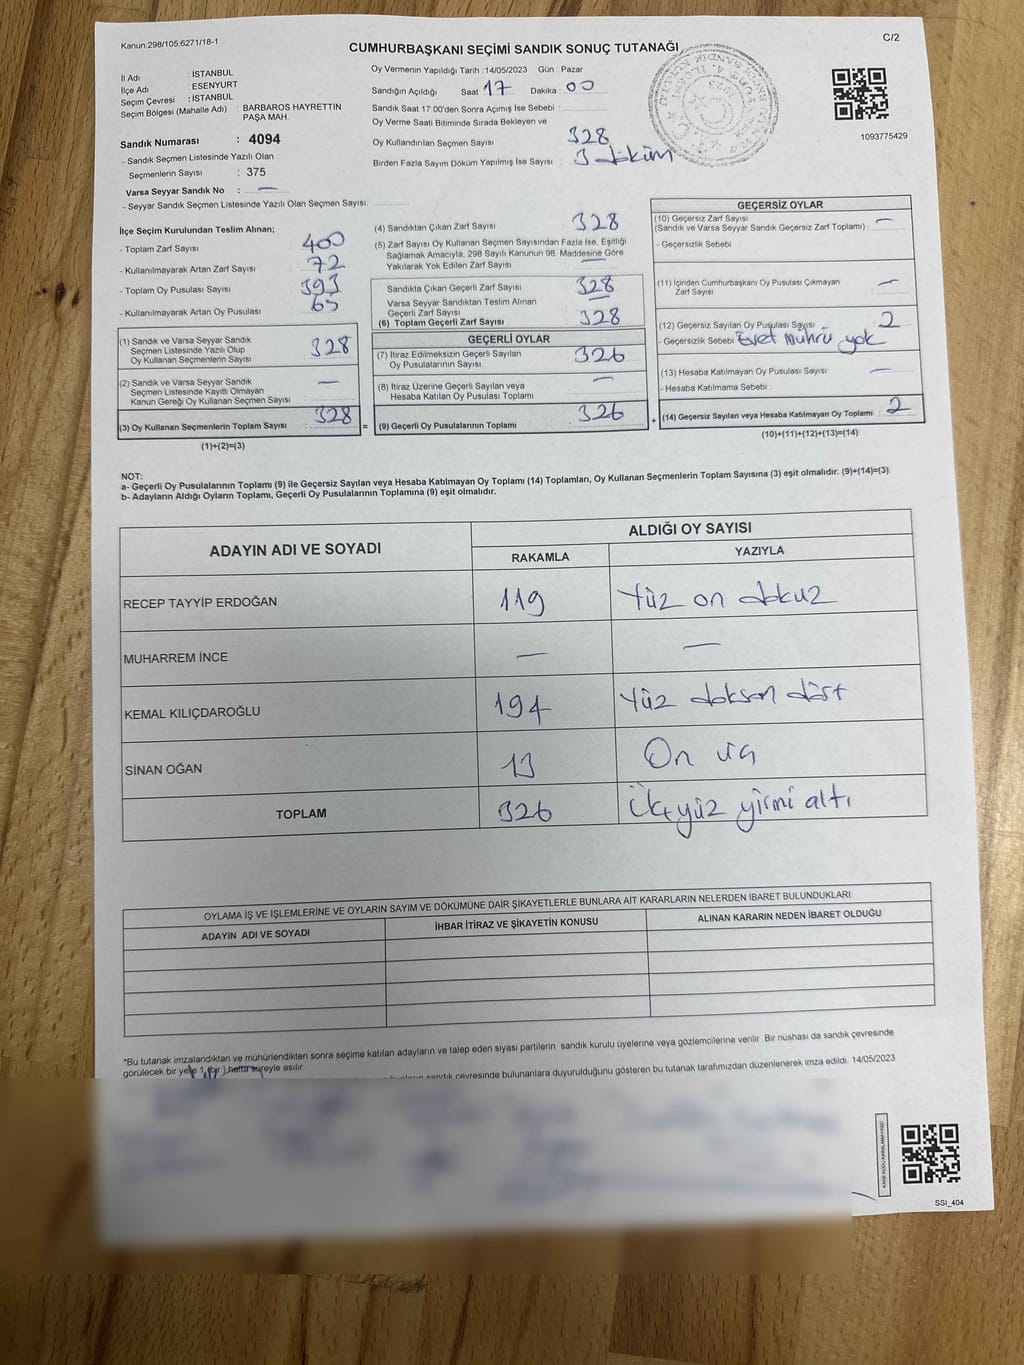 Kanun:298/105,6271/18-1
C/2
CUMHURBAŞKANI SEÇİMİ SANDIK SONUÇ TUTANAĞI
İl Adı : İSTANBUL
İlçe Adı : ESENYURT
Seçim Çevresi : İSTANBUL
Seçim Bölgesi (Mahalle Adı) : BARBAROS HAYRETTİN
PAŞA MAH.
Sandık Numarası : 4094
- Sandık Seçmen Listesinde Yazılı Olan
Seçmenlerin Sayısı : 375
Varsa Seyyar Sandık No : —
- Seyyar Sandık Seçmen Listesinde Yazılı Olan Seçmen Sayısı:
Oy Vermenin Yapıldığı Tarih : 14/05/2023 Gün : Pazar
Sandığın Açıldığı Saat : 17 Dakika : 00
Sandık Saat 17:00'den Sonra Açımış İse Sebebi :
Oy Verme Saati Bitiminde Sırada Bekleyen ve
Oy Kullandırılan Seçmen Sayısı : 328
Birden Fazla Sayım Döküm Yapılmış İse Sayısı : 3 döküm
1093775429
İlçe Seçim Kurulundan Teslim Alınan;
- Toplam Zarf Sayısı : 400
- Kullanılmayarak Artan Zarf Sayısı : 72
- Toplam Oy Pusulası Sayısı : 393
- Kullanılmayarak Artan Oy Pusulası : 65
(1) Sandık ve Varsa Seyyar Sandık
Seçmen Listesinde Yazılı Olup
Oy Kullanan Seçmenlerin Sayısı : 328
(2) Sandık ve Varsa Seyyar Sandık
Seçmen Listesinde Kayıtlı Olmayan
Kanun Gereği Oy Kullanan Seçmen Sayısı : —
(3) Oy Kullanan Seçmenlerin Toplam Sayısı : 328 =
(1)+(2)=(3)
(4) Sandıktan Çıkan Zarf Sayısı : 328
(5) Zarf Sayısı Oy Kullanan Seçmen Sayısından Fazla İse, Eşitliği
Sağlamak Amacıyla, 298 Sayılı Kanunun 98. Maddesine Göre
Yakılarak Yok Edilen Zarf Sayısı : —
Sandıkta Çıkan Geçerli Zarf Sayısı : 328
Varsa Seyyar Sandıktan Teslim Alınan
Geçerli Zarf Sayısı : —
(6) Toplam Geçerli Zarf Sayısı : 328
GEÇERLİ OYLAR
(7) İtiraz Edilmeksizin Geçerli Sayılan
Oy Pusulalarının Sayısı : 326
(8) İtiraz Üzerine Geçerli Sayılan veya
Hesaba Katılan Oy Pusulası Toplamı : —
(9) Geçerli Oy Pusulalarının Toplamı : 326 +
GEÇERSİZ OYLAR
(10) Geçersiz Zarf Sayısı
(Sandık ve Varsa Seyyar Sandık Geçersiz Zarf Toplamı) : —
- Geçersizlik Sebebi :
(11) İçinden Cumhurbaşkanı Oy Pusulası Çıkmayan
Zarf Sayısı : —
(12) Geçersiz Sayılan Oy Pusulası Sayısı : 2
- Geçersizlik Sebebi : Evet Mührü yok
(13) Hesaba Katılmayan Oy Pusulası Sayısı : —
- Hesaba Katılmama Sebebi :
(14) Geçersiz Sayılan veya Hesaba Katılmayan Oy Toplamı : 2
(10)+(11)+(12)+(13)=(14)
NOT:
a- Geçerli Oy Pusulalarının Toplamı (9) ile Geçersiz Sayılan veya Hesaba Katılmayan Oy Toplamı (14) Toplamları, Oy Kullanan Seçmenlerin Toplam Sayısına (3) eşit olmalıdır. (9)+(14)=(3)
b- Adayların Aldığı Oyların Toplamı, Geçerli Oy Pusulalarının Toplamına (9) eşit olmalıdır.
ADAYIN ADI VE SOYADI
ALDIĞI OY SAYISI
RAKAMLA YAZIYLA
RECEP TAYYİP ERDOĞAN 119 Yüz on dokuz
MUHARREM İNCE — —
KEMAL KILIÇDAROĞLU 194 Yüz doksan dört
SİNAN OĞAN 13 On üç
TOPLAM 326 Üçyüz yirmi altı
OYLAMA İŞ VE İŞLEMLERİNE VE OYLARIN SAYIM VE DÖKÜMÜNE DAİR ŞİKAYETLERLE BUNLARA AİT KARARLARIN NELERDEN İBARET BULUNDUKLARI
ADAYIN ADI VE SOYADI İHBAR İTİRAZ VE ŞİKAYETİN KONUSU ALINAN KARARIN NEDEN İBARET OLDUĞU
*Bu tutanak imzalandıktan ve mühürlendikten sonra seçime katılan adayların ve talep eden siyasi partilerin sandık kurulu üyelerine veya gözlemcilerine verilir. Bir nüshası da sandık çevresinde
görülecek bir yere 1 (bir) hafta süreyle asılır.
sandık çevresinde bulunanlara duyurulduğunu gösteren bu tutanak tarafımızdan düzenlenerek imza edildi. 14/05/2023
SSI_404